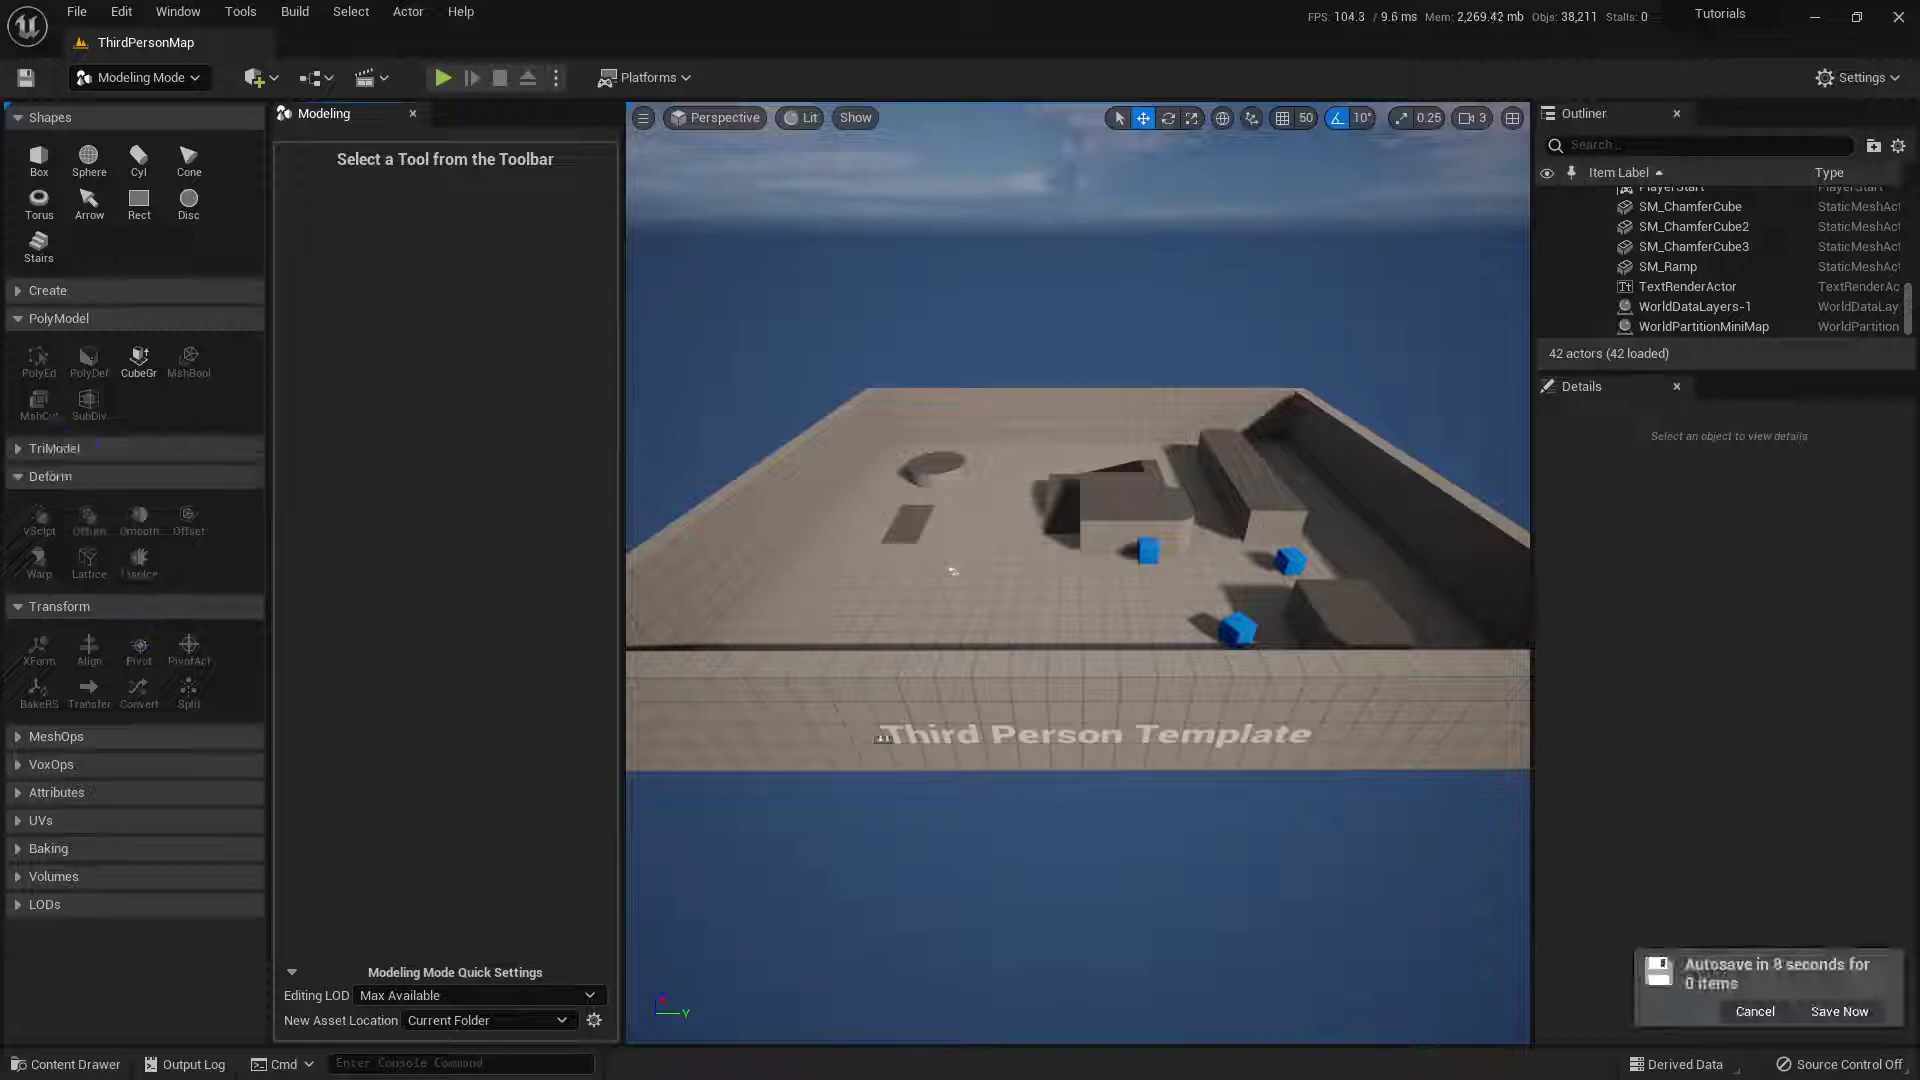 File Edit Window Tools Build Select Actor Help
FPS: 104.3 / 9.6 ms Mem: 2,269.42 mb Objs: 38,211 Stalls: 0
Tutorials
ThirdPersonMap
Modeling Mode
Platforms
Settings
Shapes
Box Sphere Cyl Cone
Torus Arrow Rect Disc
Stairs
Create
PolyModel
PolyEd PolyDef CubeGr MshBool
MshCut SubDiv
TriModel
Deform
VSclpt Smooth Offset
Warp Lattice
Transform
XForm Align Pivot PivotAct
BakeRS Transfer Convert Split
MeshOps
VoxOps
Attributes
UVs
Baking
Volumes
LODs
Modeling
Select a Tool from the Toolbar
Modeling Mode Quick Settings
Editing LOD Max Available
New Asset Location Current Folder
Perspective Lit Show
50 10° 0.25 3
Third Person Template
X
Y
Outliner
Search...
Item Label Type
PlayerStart PlayerStart
SM_ChamferCube StaticMeshAct
SM_ChamferCube2 StaticMeshAct
SM_ChamferCube3 StaticMeshAct
SM_Ramp StaticMeshAct
TextRenderActor TextRenderAc
WorldDataLayers-1 WorldDataLay
WorldPartitionMiniMap WorldPartition
42 actors (42 loaded)
Details
Select an object to view details
Autosave in 8 seconds for
0 items
Cancel Save Now
Content Drawer Output Log Cmd Enter Console Command
Derived Data Source Control Off